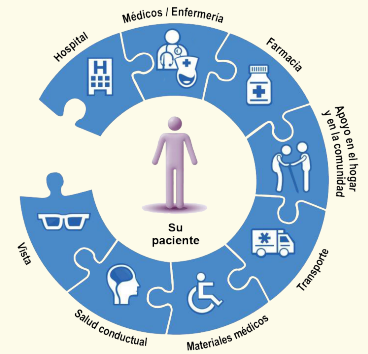 Hospital
Médicos / Enfermería
Farmacia
Apoyo en el hogar
y en la comunidad
Transporte
Materiales médicos
Salud conductual
Vista
H
Su
paciente